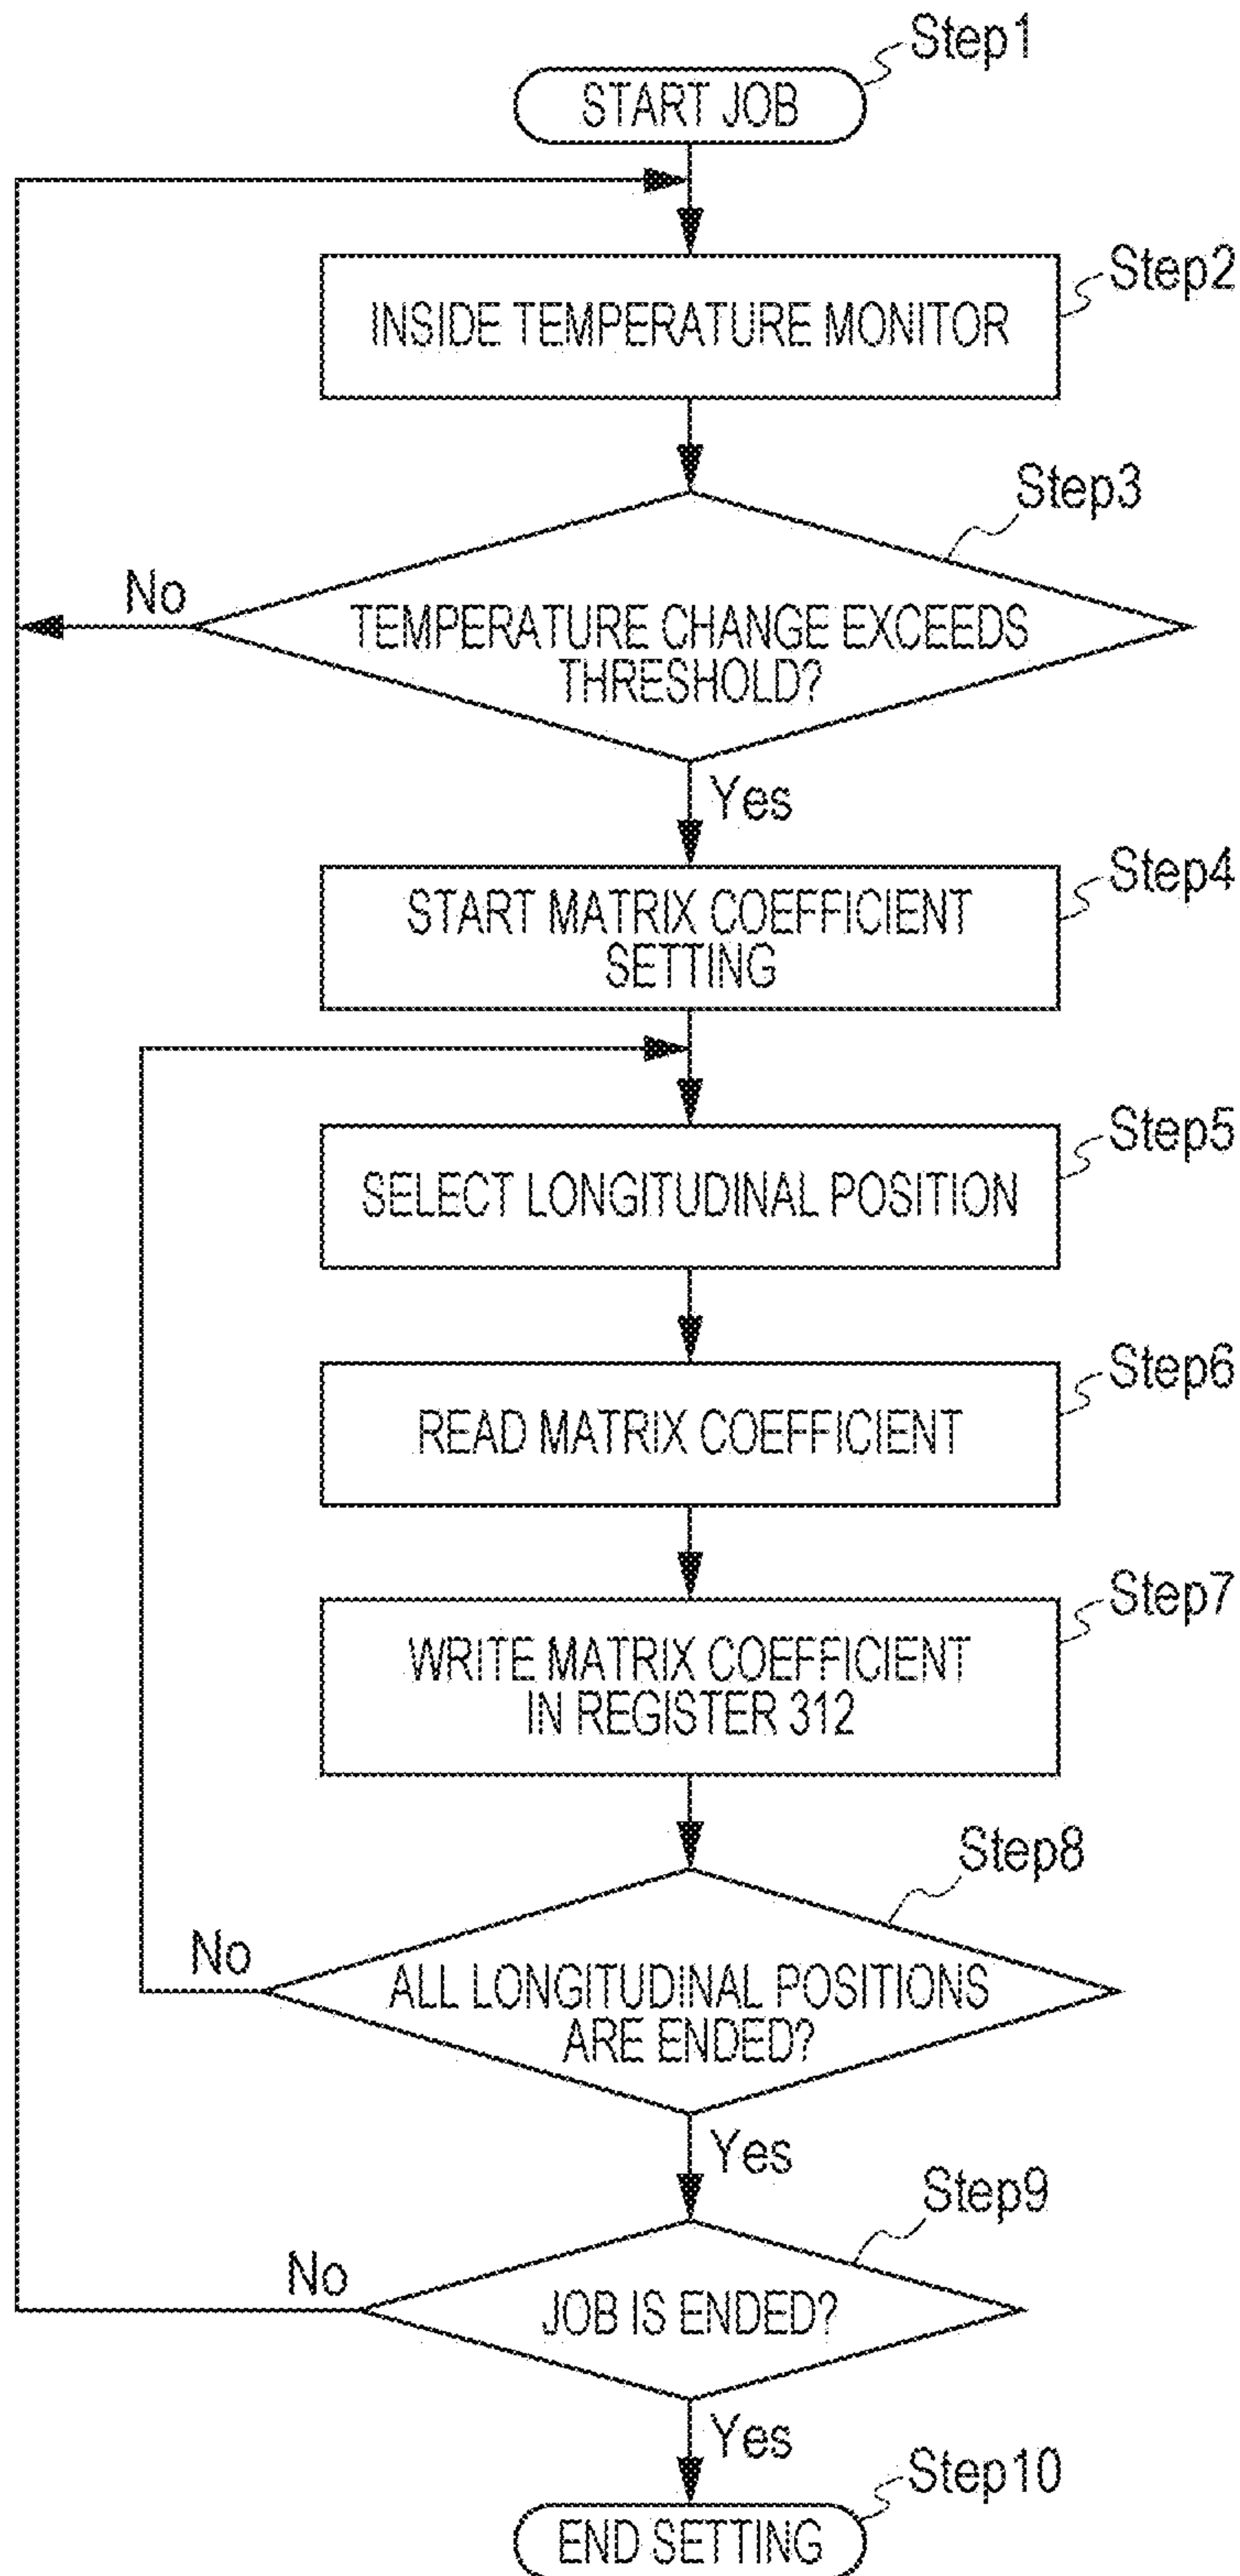 Step1
START JOB
Step2
INSIDE TEMPERATURE MONITOR
Step3
No
TEMPERATURE CHANGE EXCEEDS
THRESHOLD?
Yes
Step4
START MATRIX COEFFICIENT
SETTING
Step5
SELECT LONGITUDINAL POSITION
Step6
READ MATRIX COEFFICIENT
Step7
WRITE MATRIX COEFFICIENT
IN REGISTER 312
Step8
No
ALL LONGITUDINAL POSITIONS
ARE ENDED?
Yes
Step9
No
JOB IS ENDED?
Yes
Step10
END SETTING